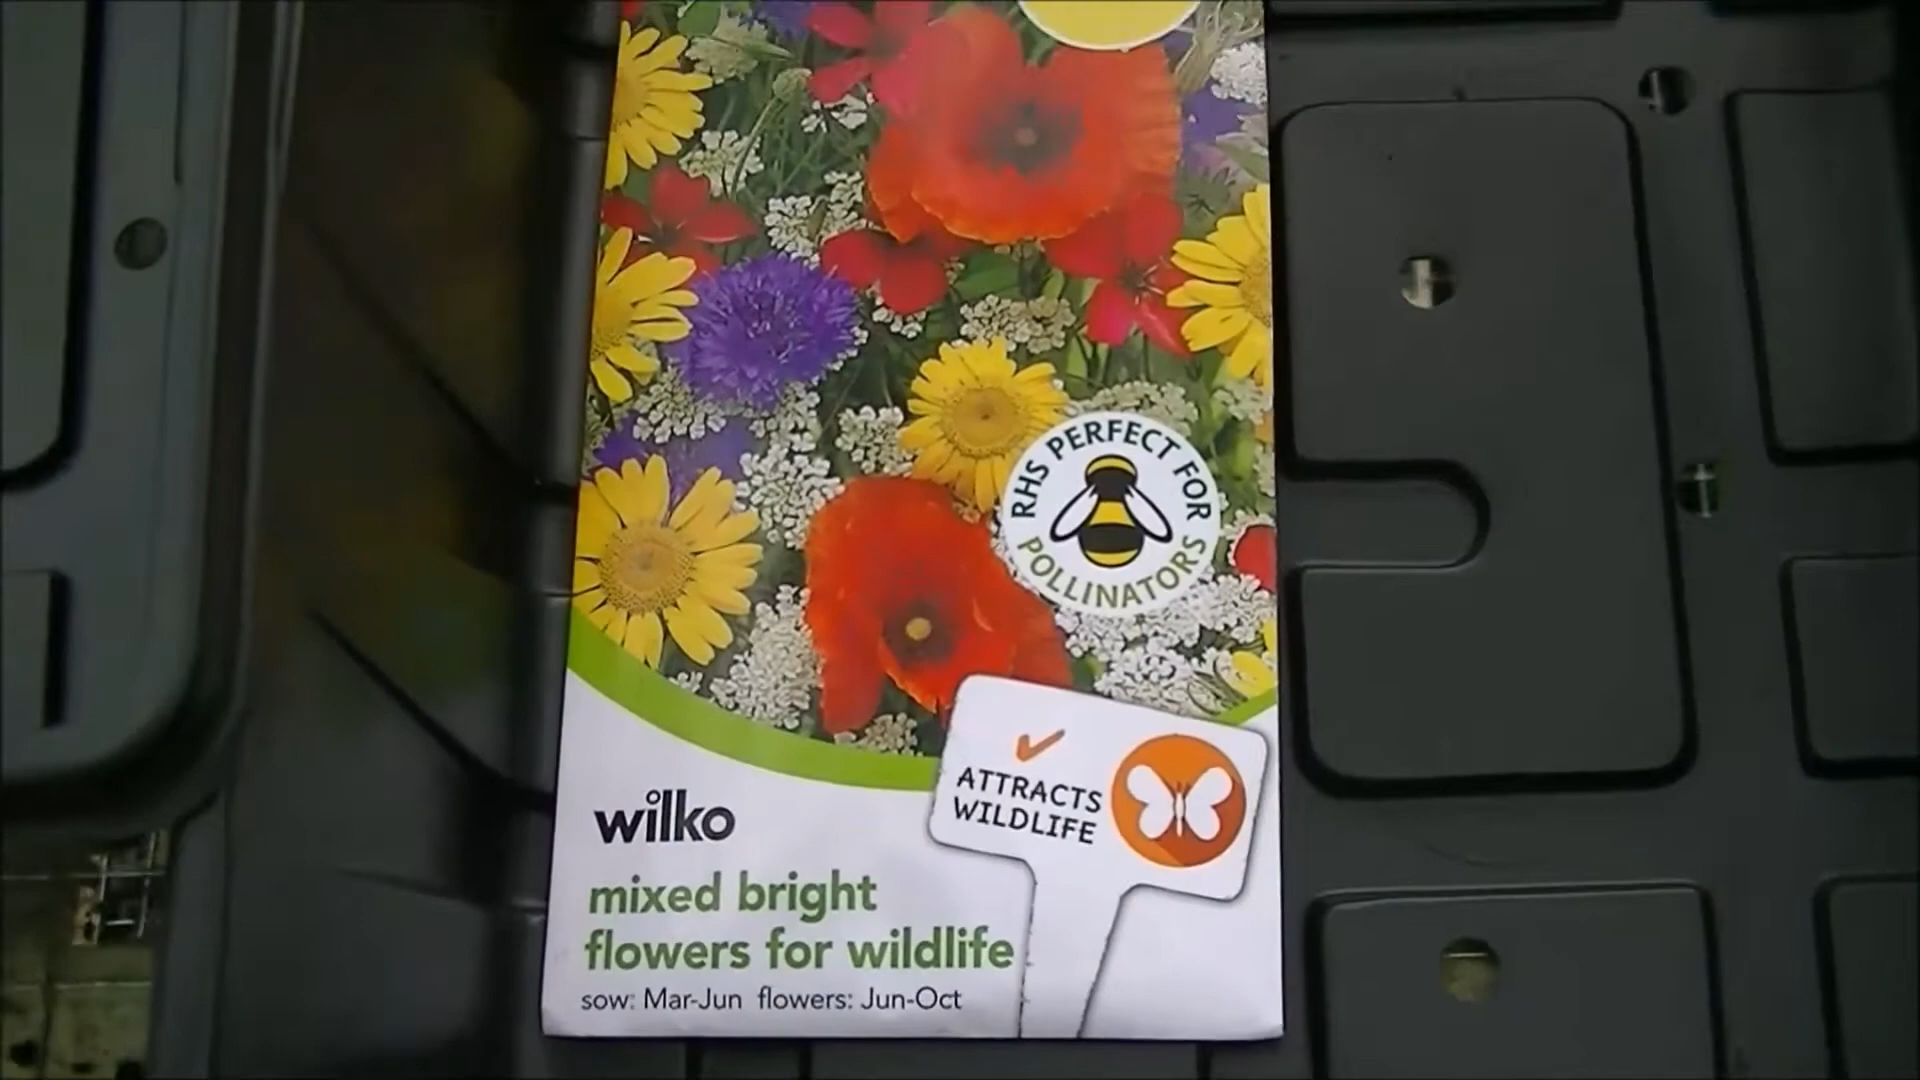 RHS PERFECT FOR
POLLINATORS
ATTRACTS
WILDLIFE
wilko
mixed bright
flowers for wildlife
sow: Mar-Jun flowers: Jun-Oct